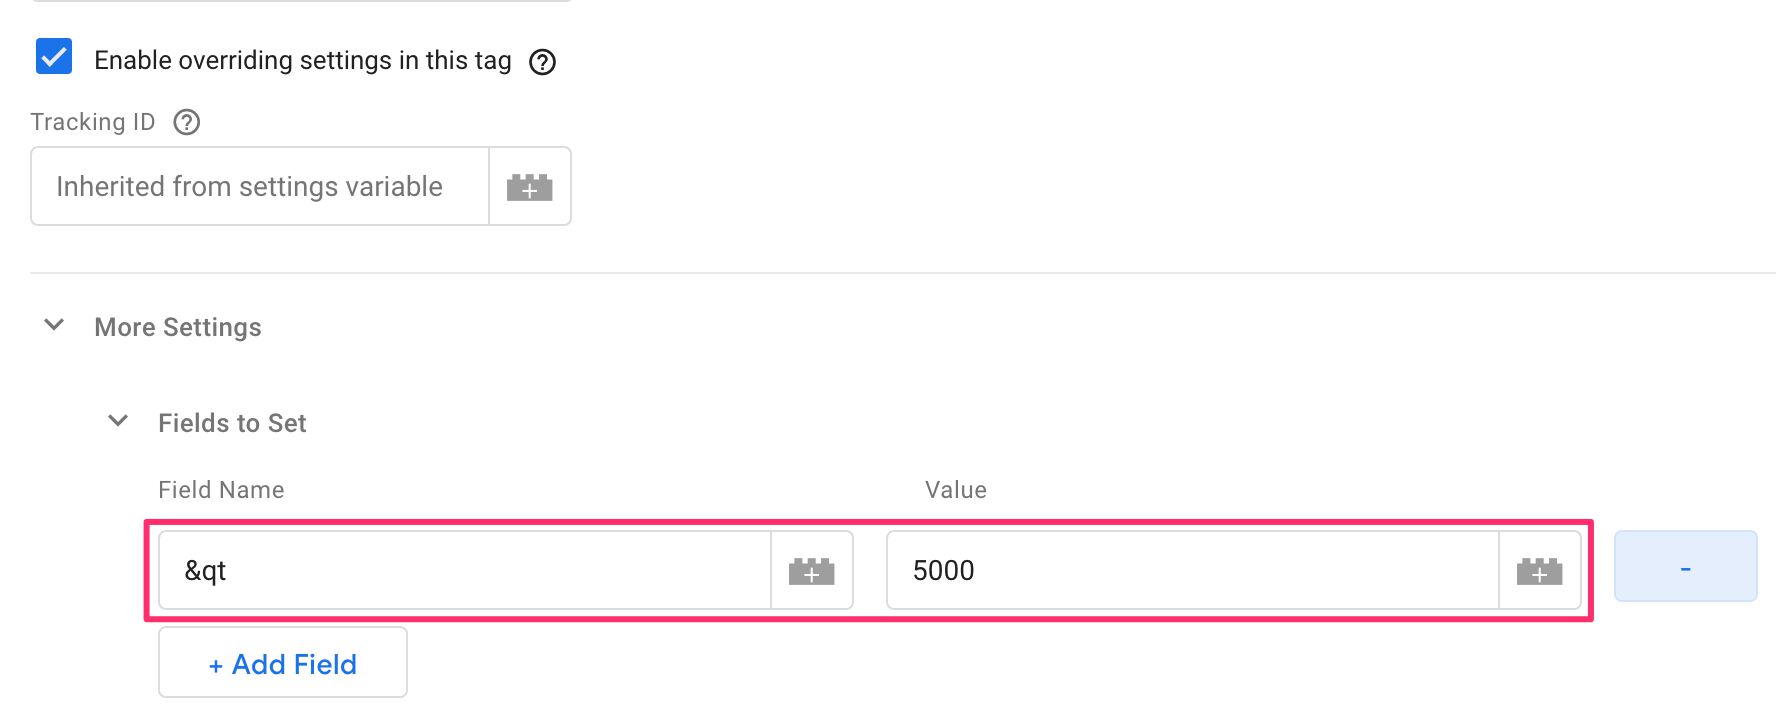 Enable overriding settings in this tag
Tracking ID
Inherited from settings variable
More Settings
Fields to Set
Field Name Value
&qt 5000 -
+ Add Field